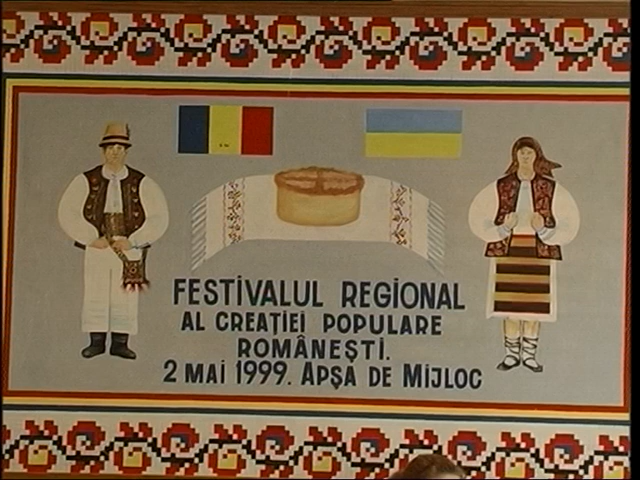 FESTIVALUL REGIONAL
AL CREAȚIEI POPULARE
ROMÂNEȘTI.
2 MAI 1999. APȘA DE MIJLOC